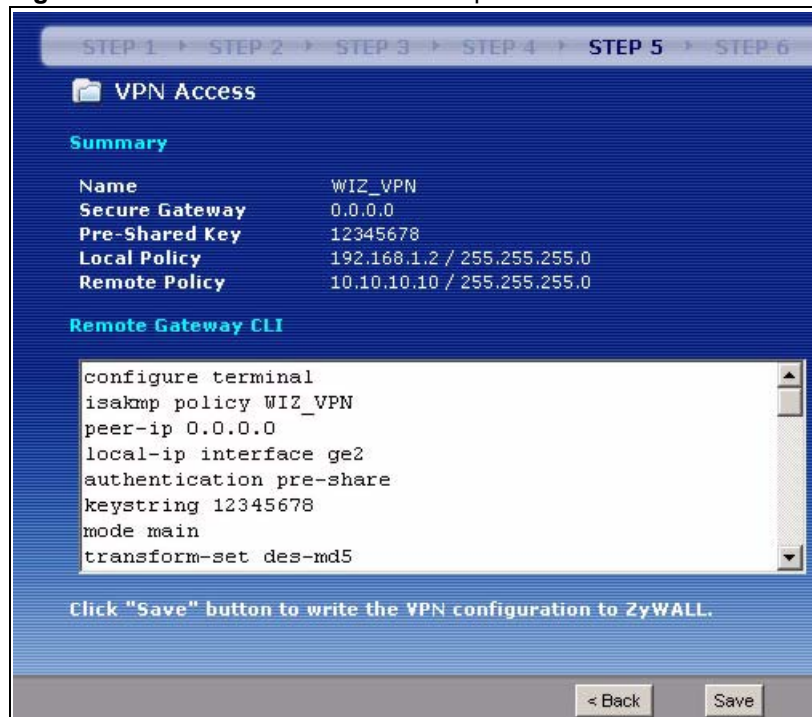 STEP 1 STEP 2 STEP 3 STEP 4 STEP 5 STEP 6
VPN Access
Summary
Name WIZ_VPN
Secure Gateway 0.0.0.0
Pre-Shared Key 12345678
Local Policy 192.168.1.2 / 255.255.255.0
Remote Policy 10.10.10.10 / 255.255.255.0
Remote Gateway CLI
configure terminal
isakmp policy WIZ_VPN
peer-ip 0.0.0.0
local-ip interface ge2
authentication pre-share
keystring 12345678
mode main
transform-set des-md5
Click "Save" button to write the VPN configuration to ZyWALL.
< Back Save